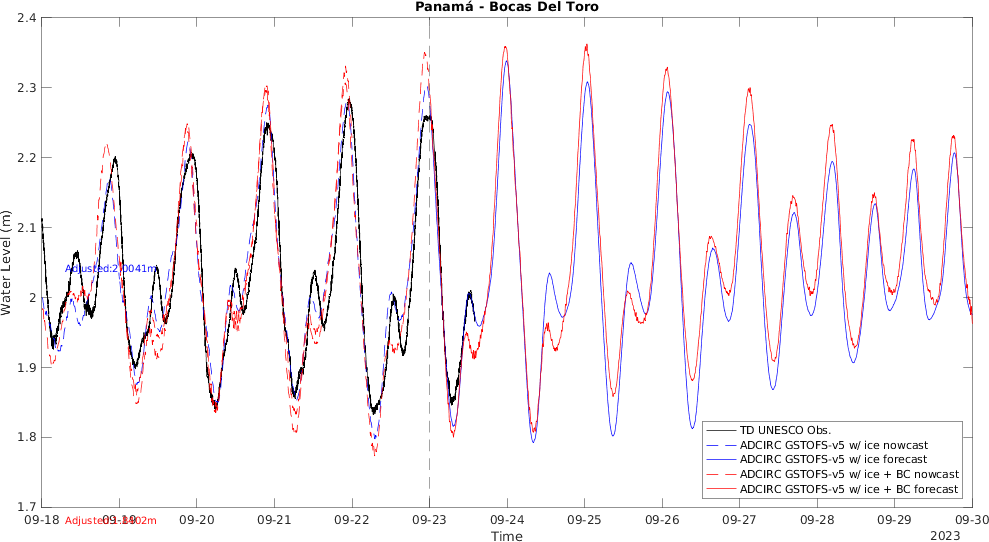 Panamá - Bocas Del Toro
2.4
2.3
2.2
2.1
2
1.9
1.8
1.7
Water Level (m)
Adjusted:2.0041m
TD UNESCO Obs.
ADCIRC GSTOFS-v5 w/ ice nowcast
ADCIRC GSTOFS-v5 w/ ice forecast
ADCIRC GSTOFS-v5 w/ ice + BC nowcast
ADCIRC GSTOFS-v5 w/ ice + BC forecast
09-18 09-19 09-20 09-21 09-22 09-23 09-24 09-25 09-26 09-27 09-28 09-29 09-30
Time
2023